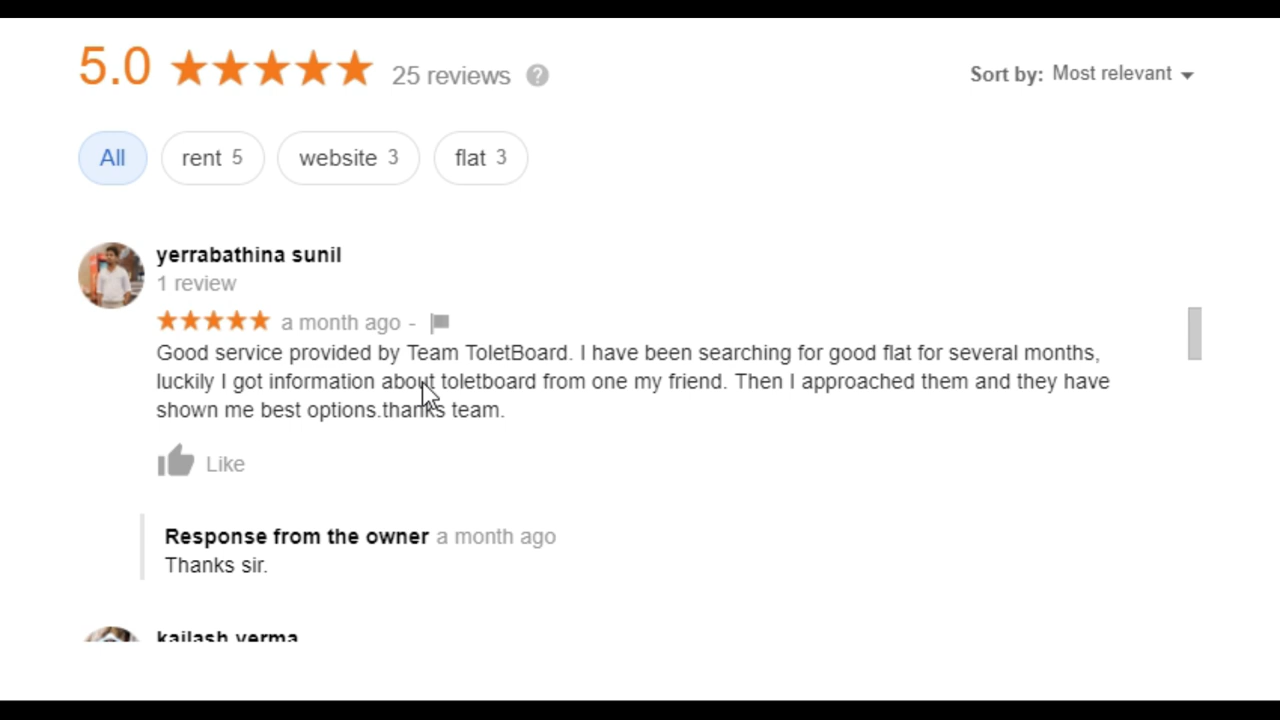 5.0 25 reviews
Sort by: Most relevant
All rent 5 website 3 flat 3
yerrabathina sunil
1 review
a month ago -
Good service provided by Team ToletBoard. I have been searching for good flat for several months,
luckily I got information about toletboard from one my friend. Then I approached them and they have
shown me best options.thanks team.
Like
Response from the owner a month ago
Thanks sir.
kailash verma